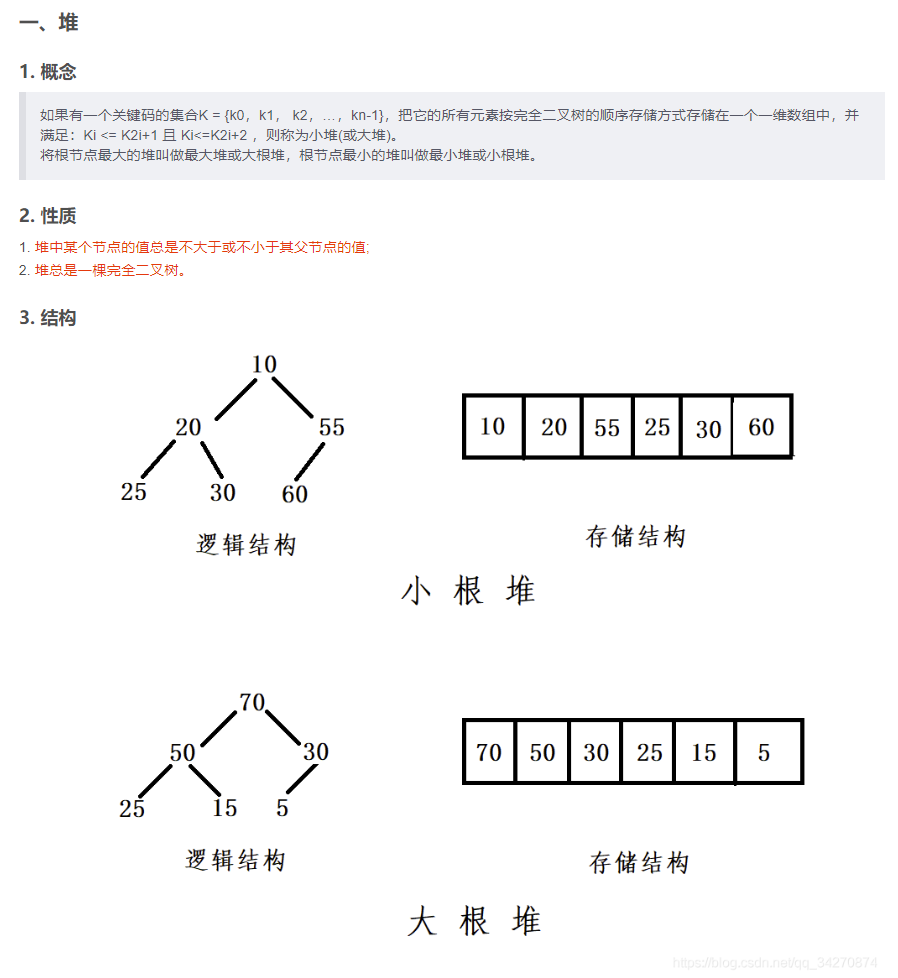 一、堆
1. 概念
如果有一个关键码的集合K = {k0，k1， k2，…，kn-1}，把它的所有元素按完全二叉树的顺序存储方式存储在一个一维数组中，并
满足：Ki <= K2i+1 且 Ki<=K2i+2 ，则称为小堆(或大堆)。
将根节点最大的堆叫做最大堆或大根堆，根节点最小的堆叫做最小堆或小根堆。
2. 性质
1. 堆中某个节点的值总是不大于或不小于其父节点的值;
2. 堆总是一棵完全二叉树。
3. 结构
10
20 55
25 30 60
逻辑结构
10 20 55 25 30 60
存储结构
小 根 堆
70
50 30
25 15 5
逻辑结构
70 50 30 25 15 5
存储结构
大 根 堆
https://blog.csdn.net/qq_34270874